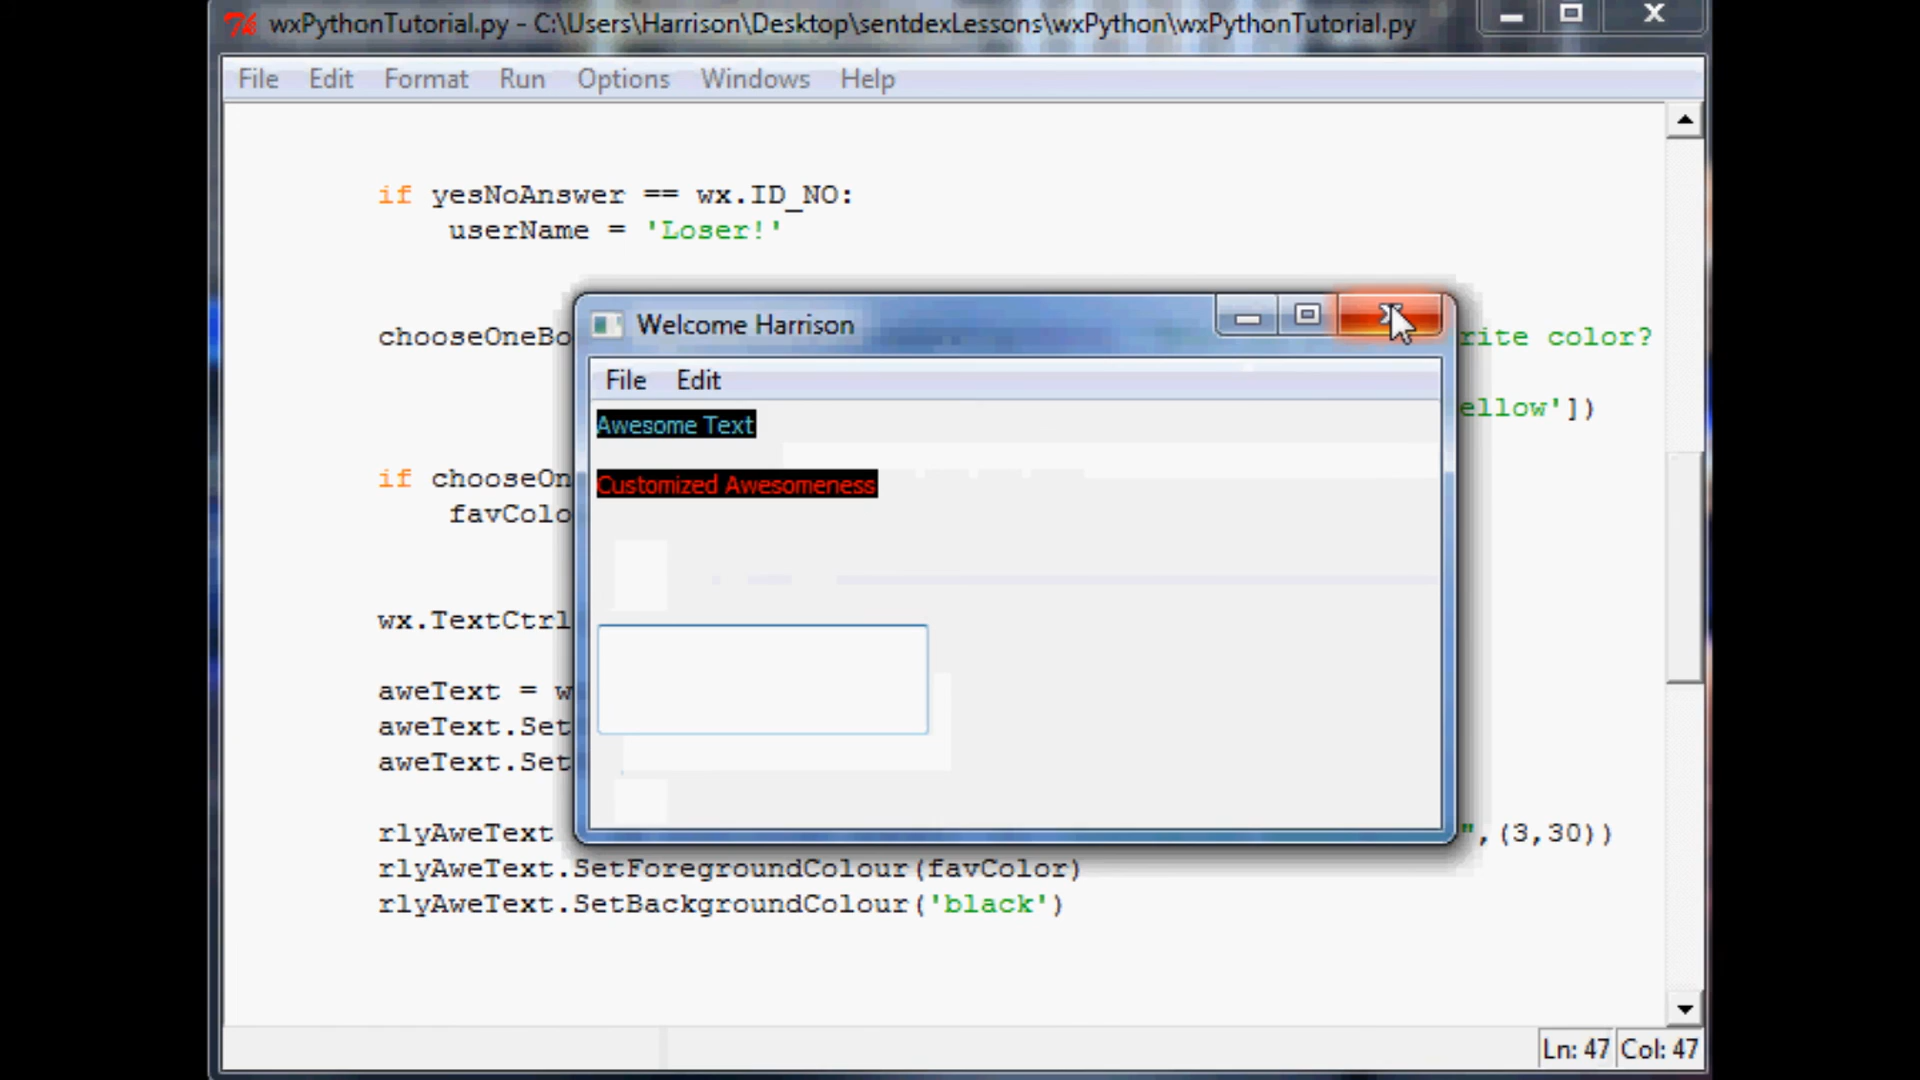 wxPythonTutorial.py - C:\Users\Harrison\Desktop\sentdexLessons\wxPython\wxPythonTutorial.py
File Edit Format Run Options Windows Help
if yesNoAnswer == wx.ID_NO:
userName = 'Loser!'
Welcome Harrison
chooseOneBo rite color?
File Edit
ellow'])
Awesome Text
if chooseOn
Customized Awesomeness
favColo
wx.TextCtrl
aweText = w
aweText.Set
aweText.Set
rlyAweText ",(3,30))
rlyAweText.SetForegroundColour(favColor)
rlyAweText.SetBackgroundColour('black')
Ln: 47 Col: 47